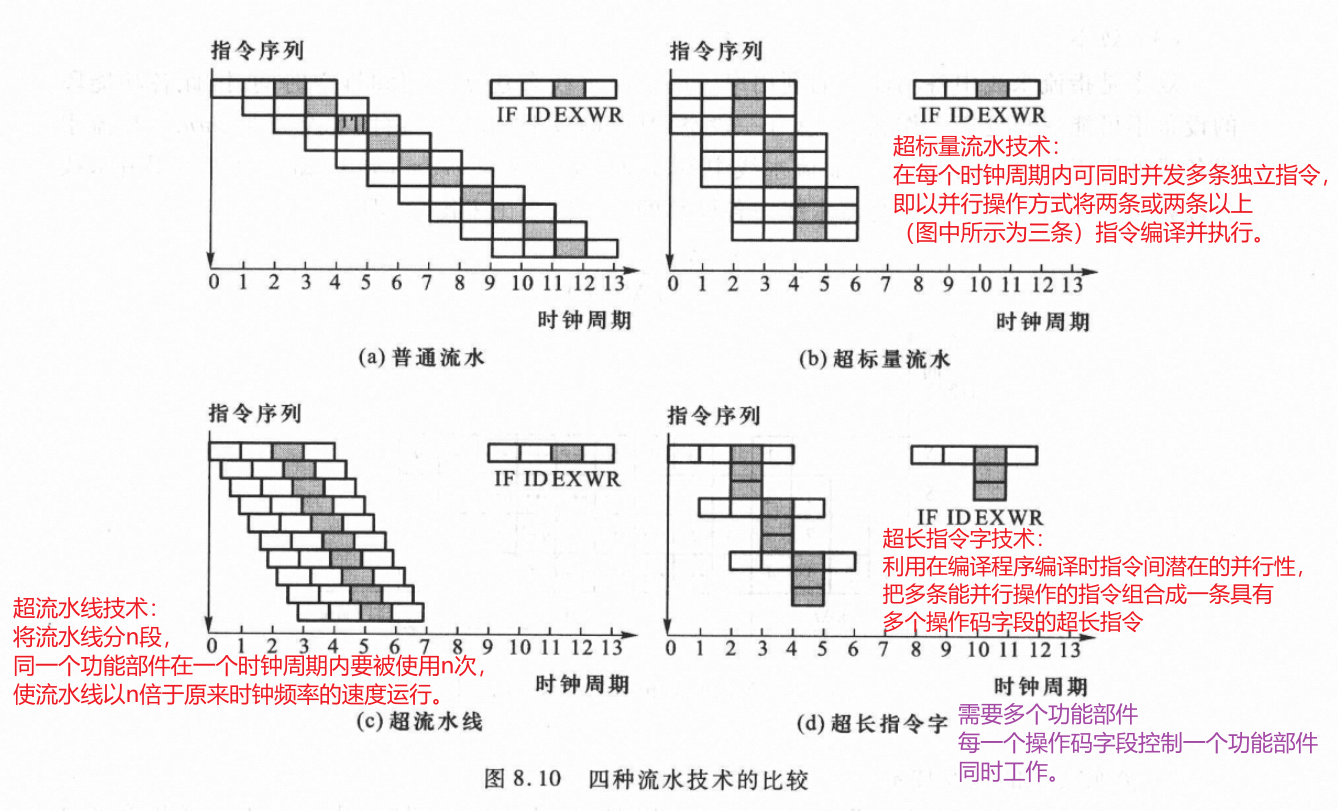 指令序列
IF ID EX WR
0 1 2 3 4 5 6 7 8 9 10 11 12 13
时钟周期
(a) 普通流水
指令序列
IF ID EX WR
超标量流水技术:
在每个时钟周期内可同时并发多条独立指令,
即以并行操作方式将两条或两条以上
(图中所示为三条)指令编译并执行。
0 1 2 3 4 5 6 7 8 9 10 11 12 13
时钟周期
(b) 超标量流水
指令序列
IF ID EX WR
超流水线技术:
将流水线分n段,
同一个功能部件在一个时钟周期内要被使用n次,
使流水线以n倍于原来时钟频率的速度运行。
0 1 2 3 4 5 6 7 8 9 10 11 12 13
时钟周期
(c) 超流水线
指令序列
IF ID EX WR
超长指令字技术:
利用在编译程序编译时指令间潜在的并行性,
把多条能并行操作的指令组合成一条具有
多个操作码字段的超长指令
0 1 2 3 4 5 6 7 8 9 10 11 12 13
时钟周期
(d) 超长指令字
需要多个功能部件
每一个操作码字段控制一个功能部件
同时工作。
图 8.10 四种流水技术的比较